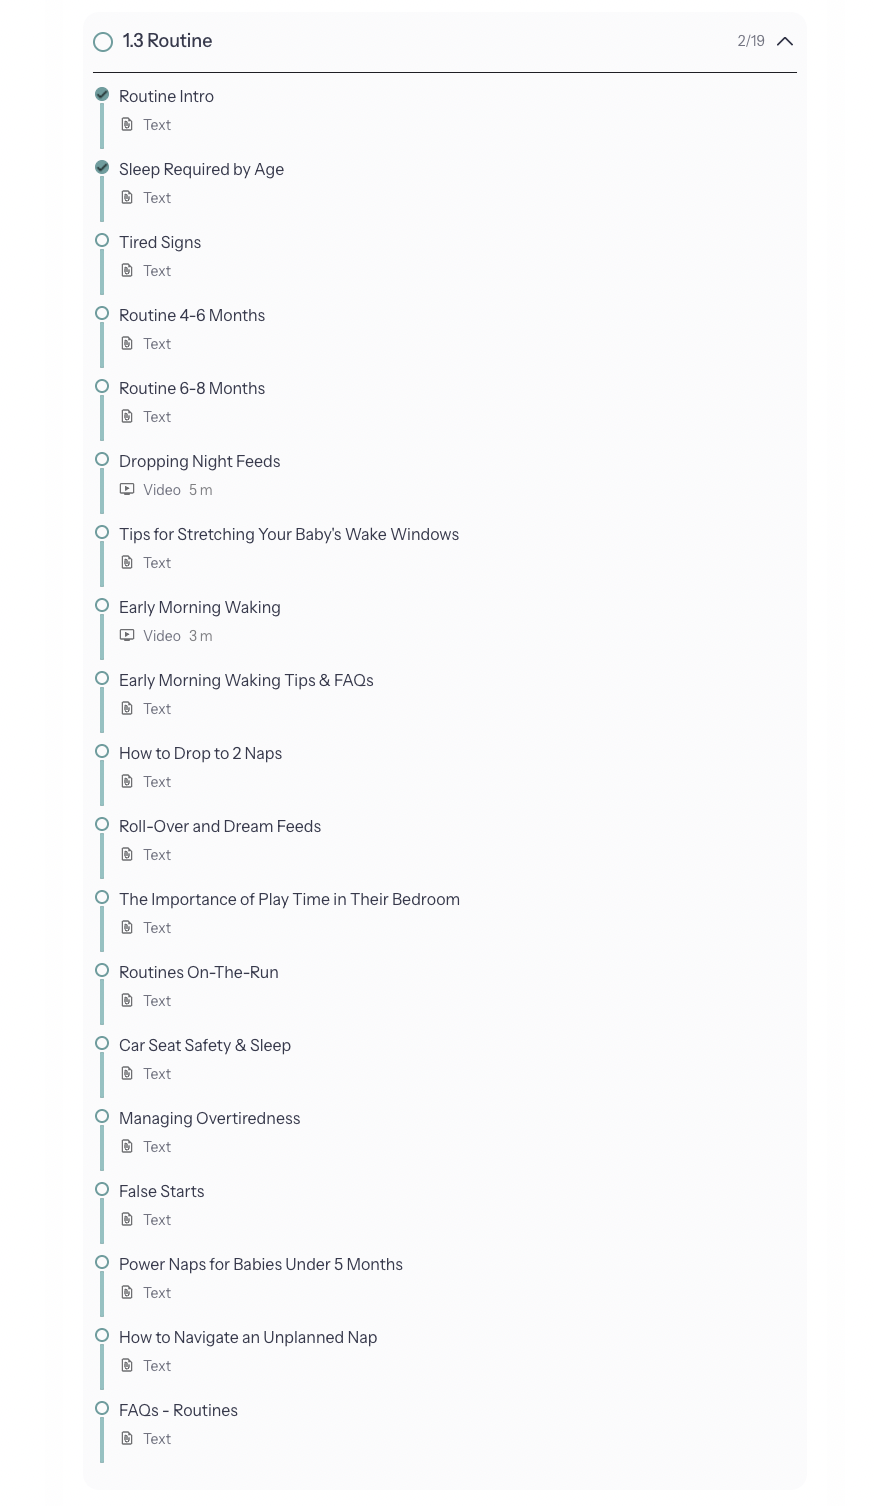 1.3 Routine
2/19
Routine Intro
Text
Sleep Required by Age
Text
Tired Signs
Text
Routine 4-6 Months
Text
Routine 6-8 Months
Text
Dropping Night Feeds
Video 5 m
Tips for Stretching Your Baby's Wake Windows
Text
Early Morning Waking
Video 3 m
Early Morning Waking Tips & FAQs
Text
How to Drop to 2 Naps
Text
Roll-Over and Dream Feeds
Text
The Importance of Play Time in Their Bedroom
Text
Routines On-The-Run
Text
Car Seat Safety & Sleep
Text
Managing Overtiredness
Text
False Starts
Text
Power Naps for Babies Under 5 Months
Text
How to Navigate an Unplanned Nap
Text
FAQs - Routines
Text